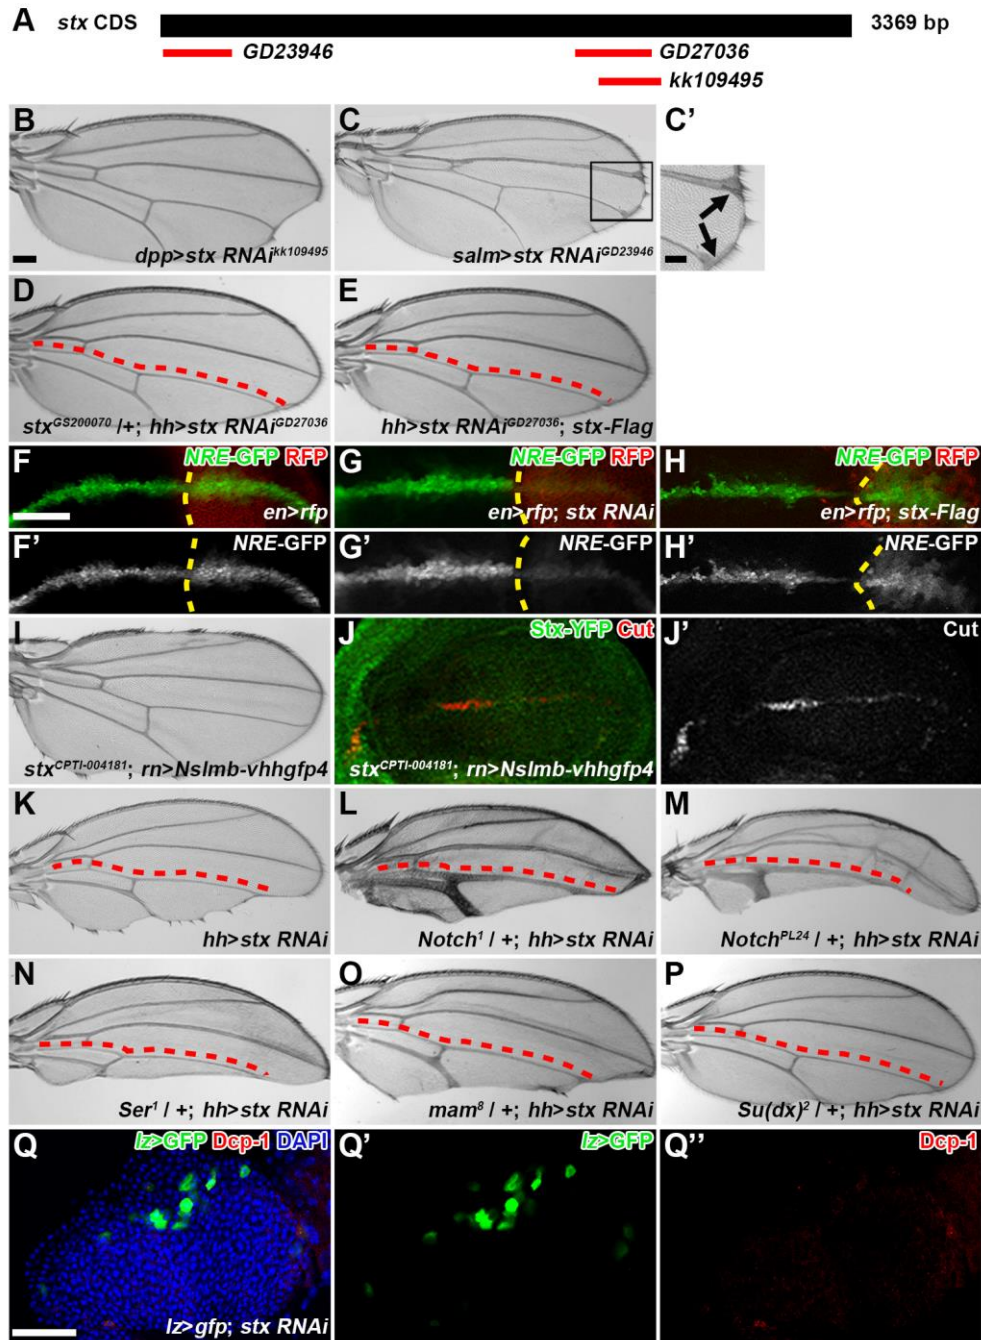 A stx CDS 3369 bp
GD23946 GD27036
kk109495
B C C’
dpp>stx RNAi^kk109495 salm>stx RNAi^GD23946
D E
stx^GS200070 /+; hh>stx RNAi^GD27036 hh>stx RNAi^GD27036; stx-Flag
F NRE-GFP RFP G NRE-GFP RFP H NRE-GFP RFP
en>rfp en>rfp; stx RNAi en>rfp; stx-Flag
F’ NRE-GFP G’ NRE-GFP H’ NRE-GFP
I J Stx-YFP Cut J’ Cut
stx^CPTI-004181; rn>Nslmb-vhhgfp4 stx^CPTI-004181; rn>Nslmb-vhhgfp4
K L M
hh>stx RNAi Notch^1 / +; hh>stx RNAi Notch^PL24 / +; hh>stx RNAi
N O P
Ser^1 / +; hh>stx RNAi mam^8 / +; hh>stx RNAi Su(dx)^2 / +; hh>stx RNAi
Q lz>GFP Dcp-1 DAPI Q’ lz>GFP Q’’ Dcp-1
lz>gfp; stx RNAi